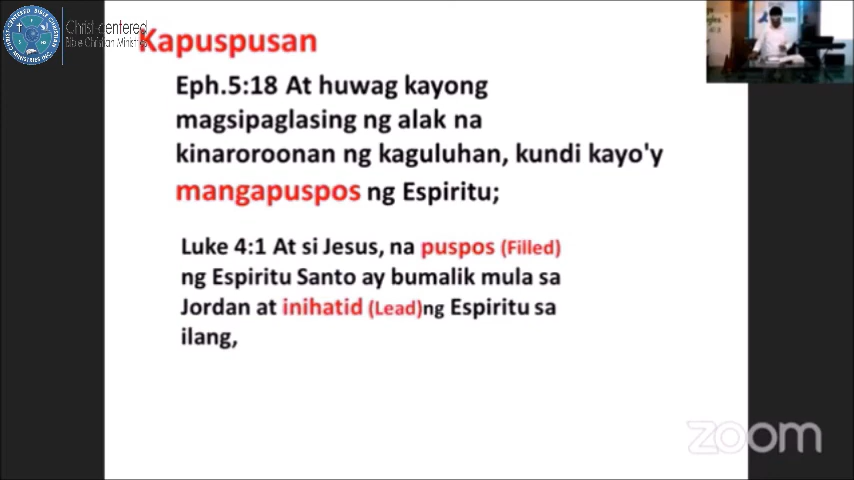 Christ-centered
Bible Christian Ministries
Kapuspusan
Eph.5:18 At huwag kayong
magsipaglasing ng alak na
kinaroroonan ng kaguluhan, kundi kayo'y
mangapuspos ng Espiritu;
Luke 4:1 At si Jesus, na puspos (Filled)
ng Espiritu Santo ay bumalik mula sa
Jordan at inihatid (Lead)ng Espiritu sa
ilang,
zoom